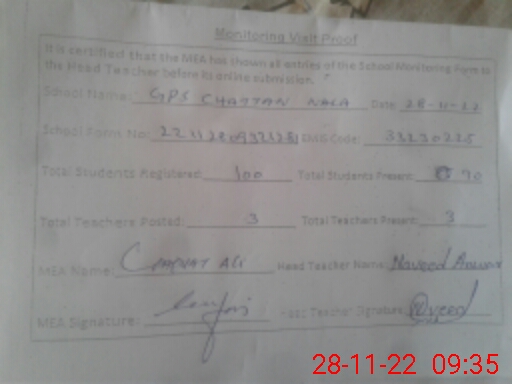 Monitoring Visit Proof
It is certified that the MEA has shown all entries of the School Monitoring Form to
the Head Teacher before its online submission.
School Name: GPS CHATTAN Date: 28-11-22
School Form No: EMIS Code: 33230225
Total Students Registered: 100 Total Students Present: 70
Total Teachers Posted: 3 Total Teachers Present: 3
MEA Name: ALI Head Teacher Name: Naveed Anwar
MEA Signature: Head Teacher Signature:
28-11-22 09:35